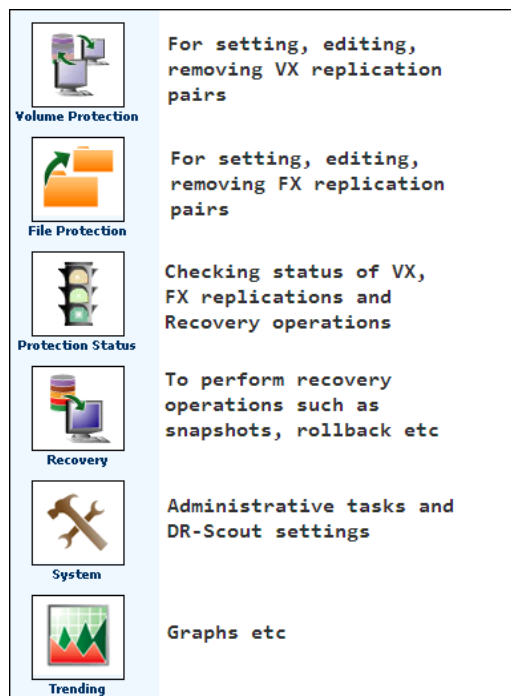 For setting, editing,
removing VX replication
pairs
Volume Protection
For setting, editing,
removing FX replication
pairs
File Protection
Checking status of VX,
FX replications and
Recovery operations
Protection Status
To perform recovery
operations such as
snapshots, rollback etc
Recovery
Administrative tasks and
DR-Scout settings
System
Graphs etc
Trending